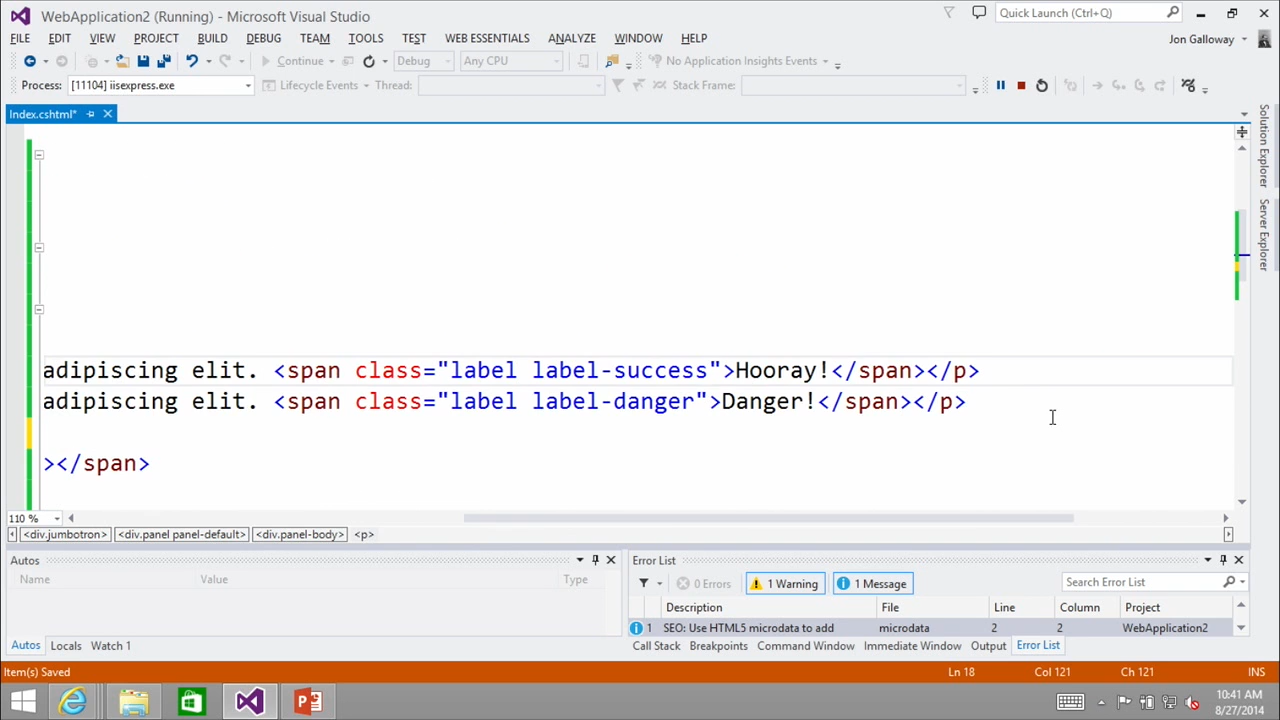 WebApplication2 (Running) - Microsoft Visual Studio
Quick Launch (Ctrl+Q)
FILE EDIT VIEW PROJECT BUILD DEBUG TEAM TOOLS TEST WEB ESSENTIALS ANALYZE WINDOW HELP
Jon Galloway
Continue Debug Any CPU No Application Insights Events
Process: [11104] iisexpress.exe Lifecycle Events Thread: Stack Frame:
Index.cshtml*
adipiscing elit. <span class="label label-success">Hooray!</span></p>
adipiscing elit. <span class="label label-danger">Danger!</span></p>
></span>
110 %
<div.jumbotron> <div.panel panel-default> <div.panel-body> <p>
Solution Explorer
Server Explorer
Autos
Name Value Type
Autos Locals Watch 1
Error List
0 Errors 1 Warning 1 Message Search Error List
Description File Line Column Project
1 SEO: Use HTML5 microdata to add microdata 2 2 WebApplication2
Call Stack Breakpoints Command Window Immediate Window Output Error List
Item(s) Saved Ln 18 Col 121 Ch 121 INS
10:41 AM
8/27/2014